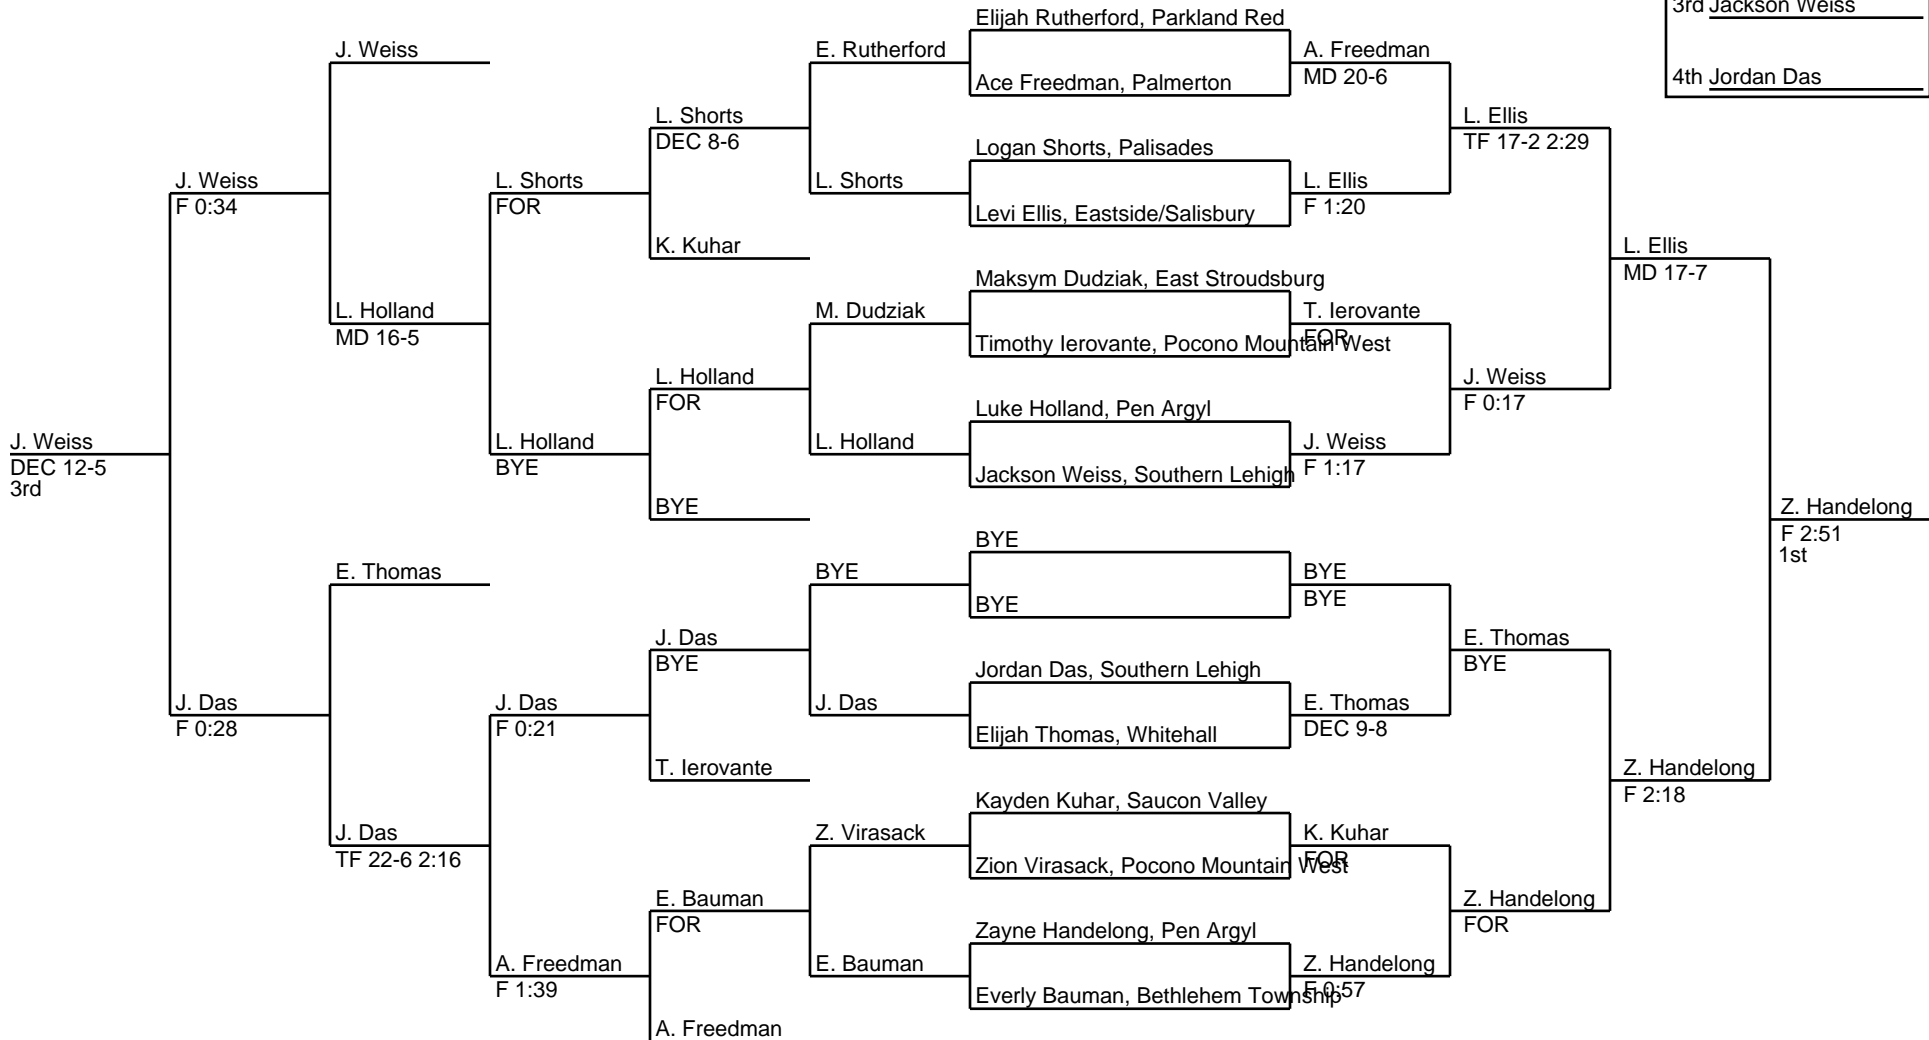 3rd Jackson Weiss
4th Jordan Das
J. Weiss
DEC 12-5
3rd
J. Weiss
F 0:34
J. Das
F 0:28
J. Weiss
L. Holland
MD 16-5
E. Thomas
J. Das
TF 22-6 2:16
L. Shorts
FOR
L. Holland
BYE
J. Das
F 0:21
A. Freedman
F 1:39
L. Shorts
DEC 8-6
K. Kuhar
L. Holland
FOR
BYE
J. Das
BYE
T. Ierovante
E. Bauman
FOR
A. Freedman
E. Rutherford
L. Shorts
M. Dudziak
L. Holland
BYE
J. Das
Z. Virasack
E. Bauman
Elijah Rutherford, Parkland Red
Ace Freedman, Palmerton
Logan Shorts, Palisades
Levi Ellis, Eastside/Salisbury
Maksym Dudziak, East Stroudsburg
Timothy Ierovante, Pocono Mountain West
Luke Holland, Pen Argyl
Jackson Weiss, Southern Lehigh
BYE
BYE
Jordan Das, Southern Lehigh
Elijah Thomas, Whitehall
Kayden Kuhar, Saucon Valley
Zion Virasack, Pocono Mountain West
Zayne Handelong, Pen Argyl
Everly Bauman, Bethlehem Township
A. Freedman
MD 20-6
L. Ellis
F 1:20
T. Ierovante
FOR
J. Weiss
F 1:17
BYE
BYE
E. Thomas
DEC 9-8
K. Kuhar
FOR
Z. Handelong
F 0:57
L. Ellis
TF 17-2 2:29
J. Weiss
F 0:17
E. Thomas
BYE
Z. Handelong
FOR
L. Ellis
MD 17-7
Z. Handelong
F 2:18
Z. Handelong
F 2:51
1st